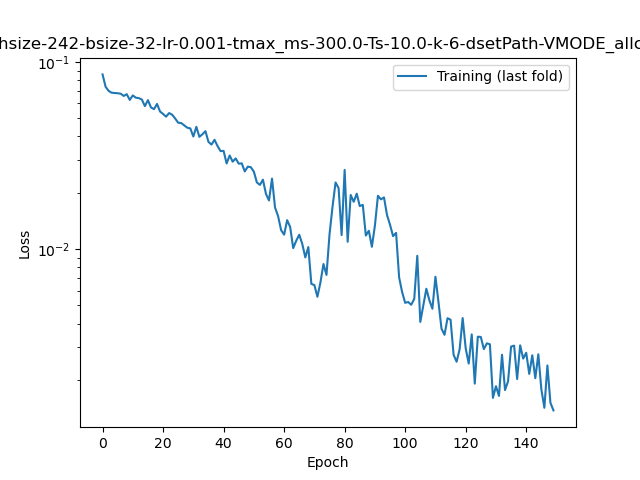 hsize-242-bsize-32-lr-0.001-tmax_ms-300.0-Ts-10.0-k-6-dsetPath-VMODE_allc
Training (last fold)
Loss
10⁻¹
10⁻²
0 20 40 60 80 100 120 140
Epoch